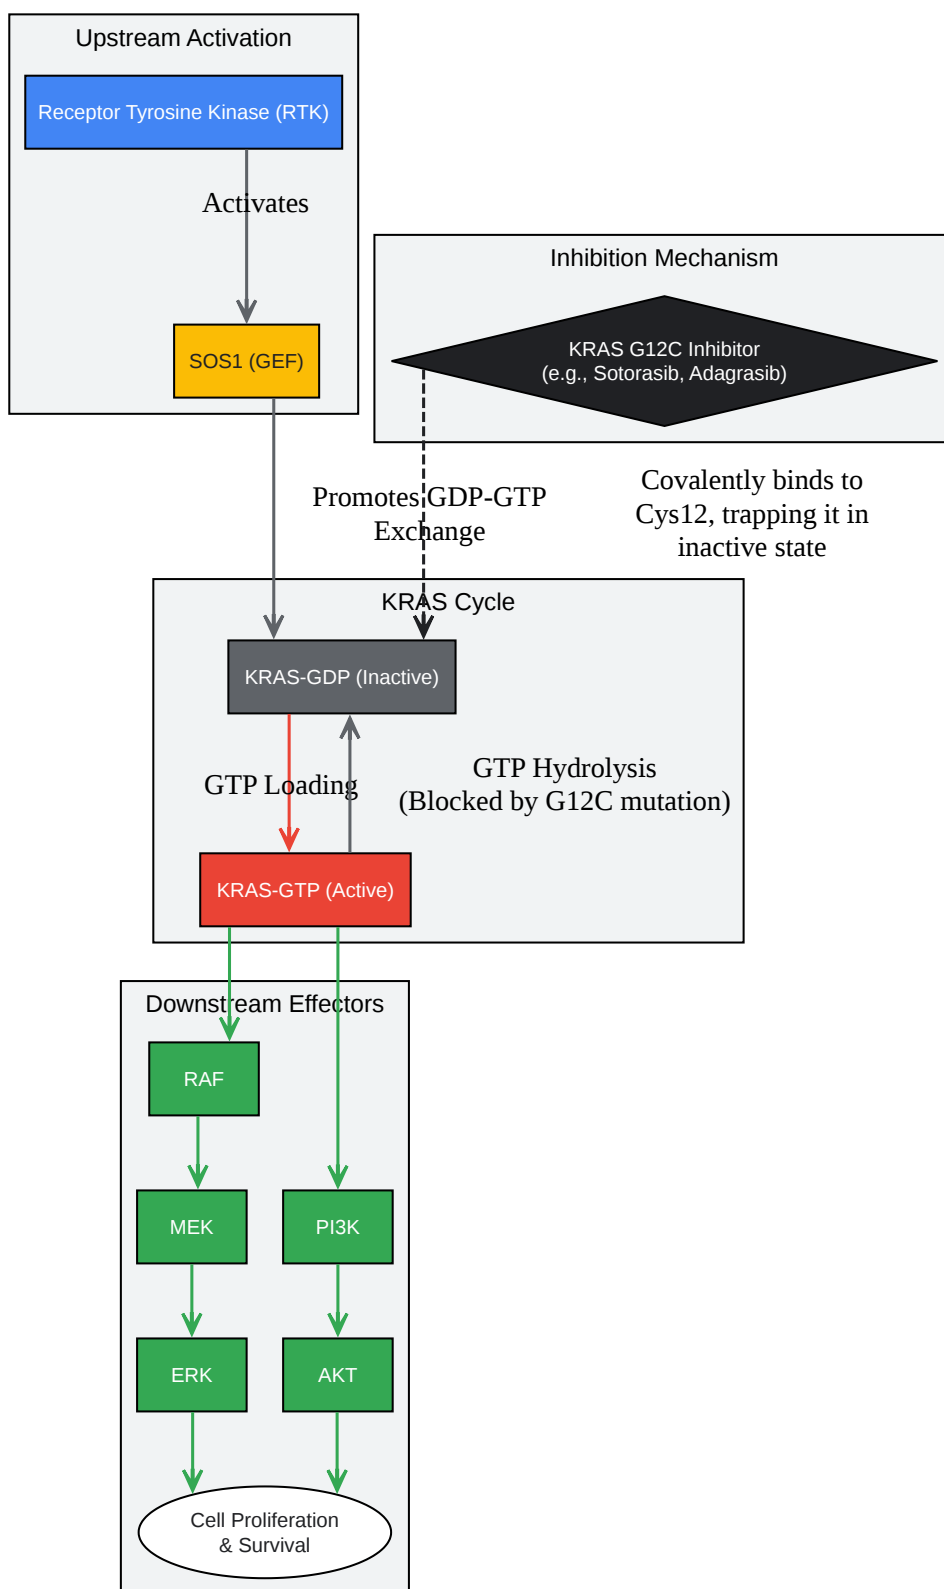 Upstream Activation
Receptor Tyrosine Kinase (RTK)
Activates
Inhibition Mechanism
SOS1 (GEF)
KRAS G12C Inhibitor
(e.g., Sotorasib, Adagrasib)
Promotes GDP-GTP
Exchange
Covalently binds to
Cys12, trapping it in
inactive state
KRAS Cycle
KRAS-GDP (Inactive)
GTP Loading
GTP Hydrolysis
(Blocked by G12C mutation)
KRAS-GTP (Active)
Downstream Effectors
RAF
MEK
PI3K
ERK
AKT
Cell Proliferation
& Survival